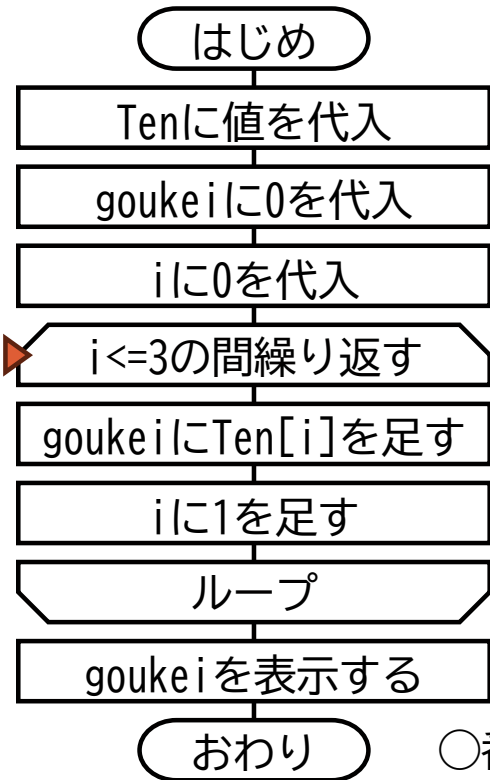 はじめ
Tenに値を代入
goukeiに0を代入
iに0を代入
i<=3の間繰り返す
goukeiにTen[i]を足す
iに1を足す
ループ
goukeiを表示する
おわり